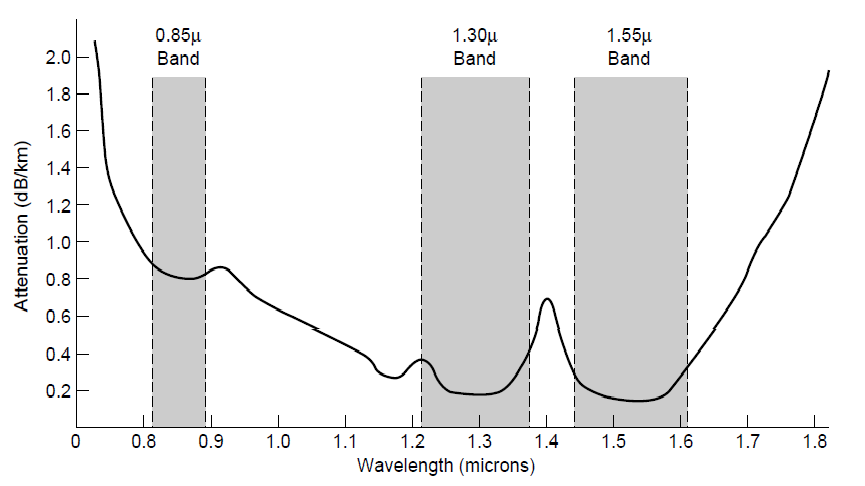 0.85μ
Band
1.30μ
Band
1.55μ
Band
2.0
1.8
1.6
1.4
1.2
1.0
0.8
0.6
0.4
0.2
Attenuation (dB/km)
0 0.8 0.9 1.0 1.1 1.2 1.3 1.4 1.5 1.6 1.7 1.8
Wavelength (microns)